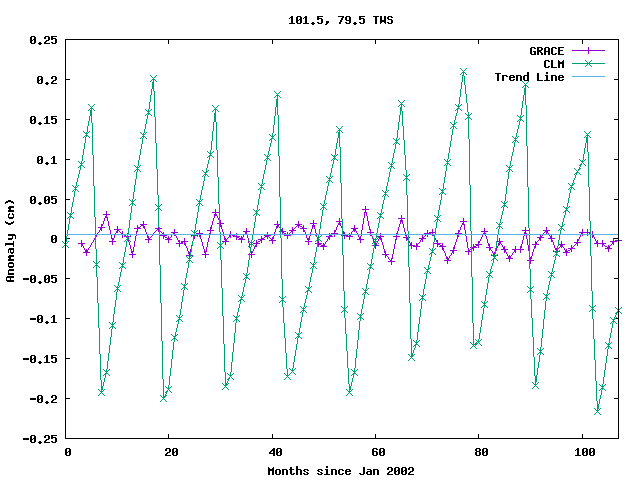 101.5, 79.5 TWS
GRACE
CLM
Trend Line
0.25
0.2
0.15
0.1
0.05
0
-0.05
-0.1
-0.15
-0.2
-0.25
Anomaly (cm)
0 20 40 60 80 100
Months since Jan 2002